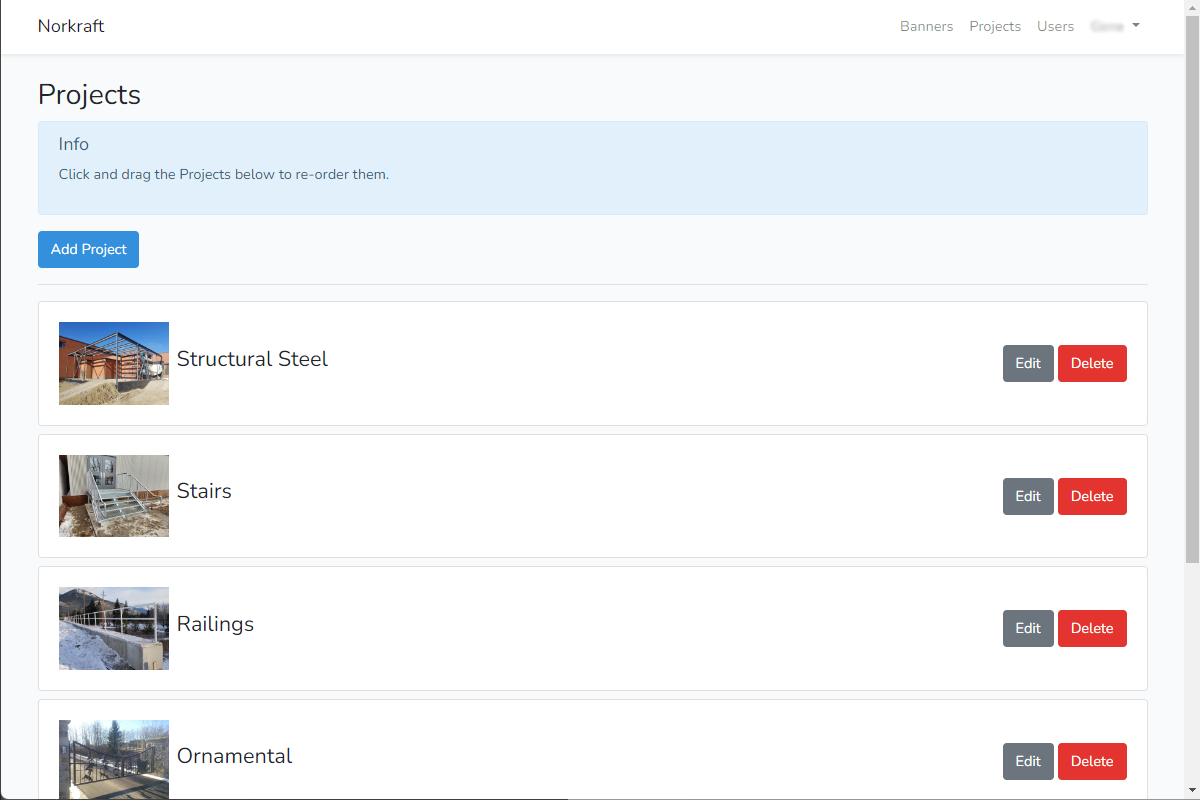 Norkraft
Banners Projects Users
Projects
Info
Click and drag the Projects below to re-order them.
Add Project
Structural Steel
Edit Delete
Stairs
Edit Delete
Railings
Edit Delete
Ornamental
Edit Delete